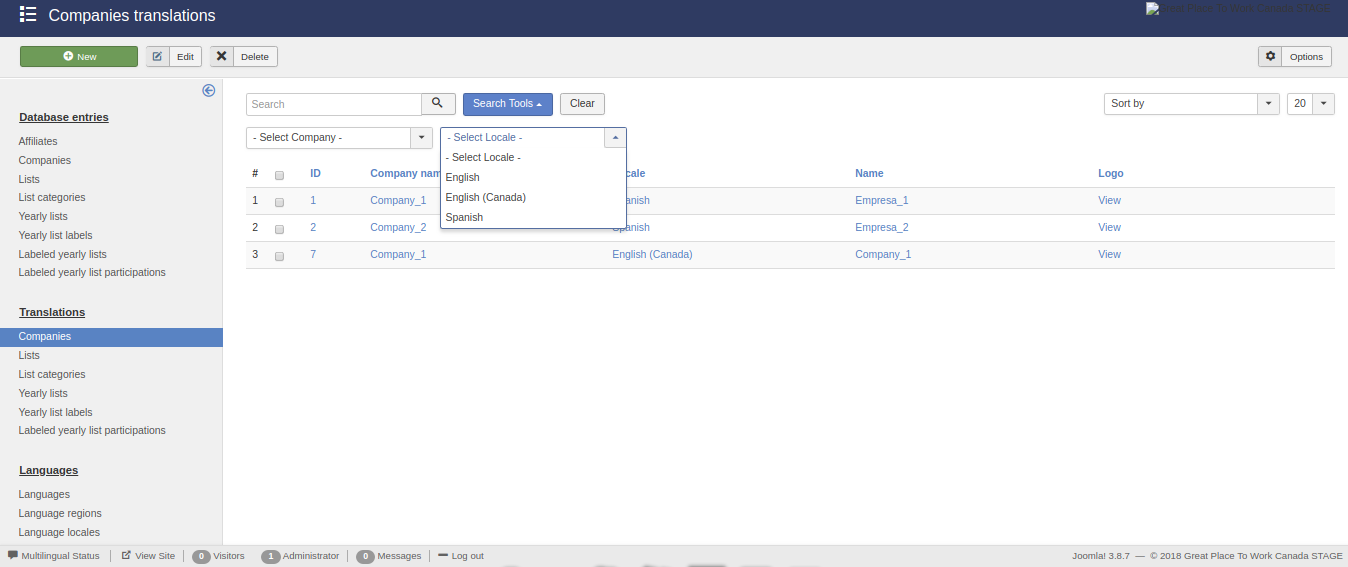 Companies translations
Great Place To Work Canada STAGE
New Edit Delete Options
Database entries
Affiliates
Companies
Lists
List categories
Yearly lists
Yearly list labels
Labeled yearly lists
Labeled yearly list participations
Translations
Companies
Lists
List categories
Yearly lists
Yearly list labels
Labeled yearly list participations
Languages
Languages
Language regions
Language locales
Search Search Tools Clear Sort by 20
- Select Company - - Select Locale -
- Select Locale -
English
English (Canada)
Spanish
# ID Company nam cale Name Logo
1 1 Company_1 anish Empresa_1 View
2 2 Company_2 Spanish Empresa_2 View
3 7 Company_1 English (Canada) Company_1 View
Multilingual Status View Site 0 Visitors 1 Administrator 0 Messages Log out Joomla! 3.8.7 — © 2018 Great Place To Work Canada STAGE